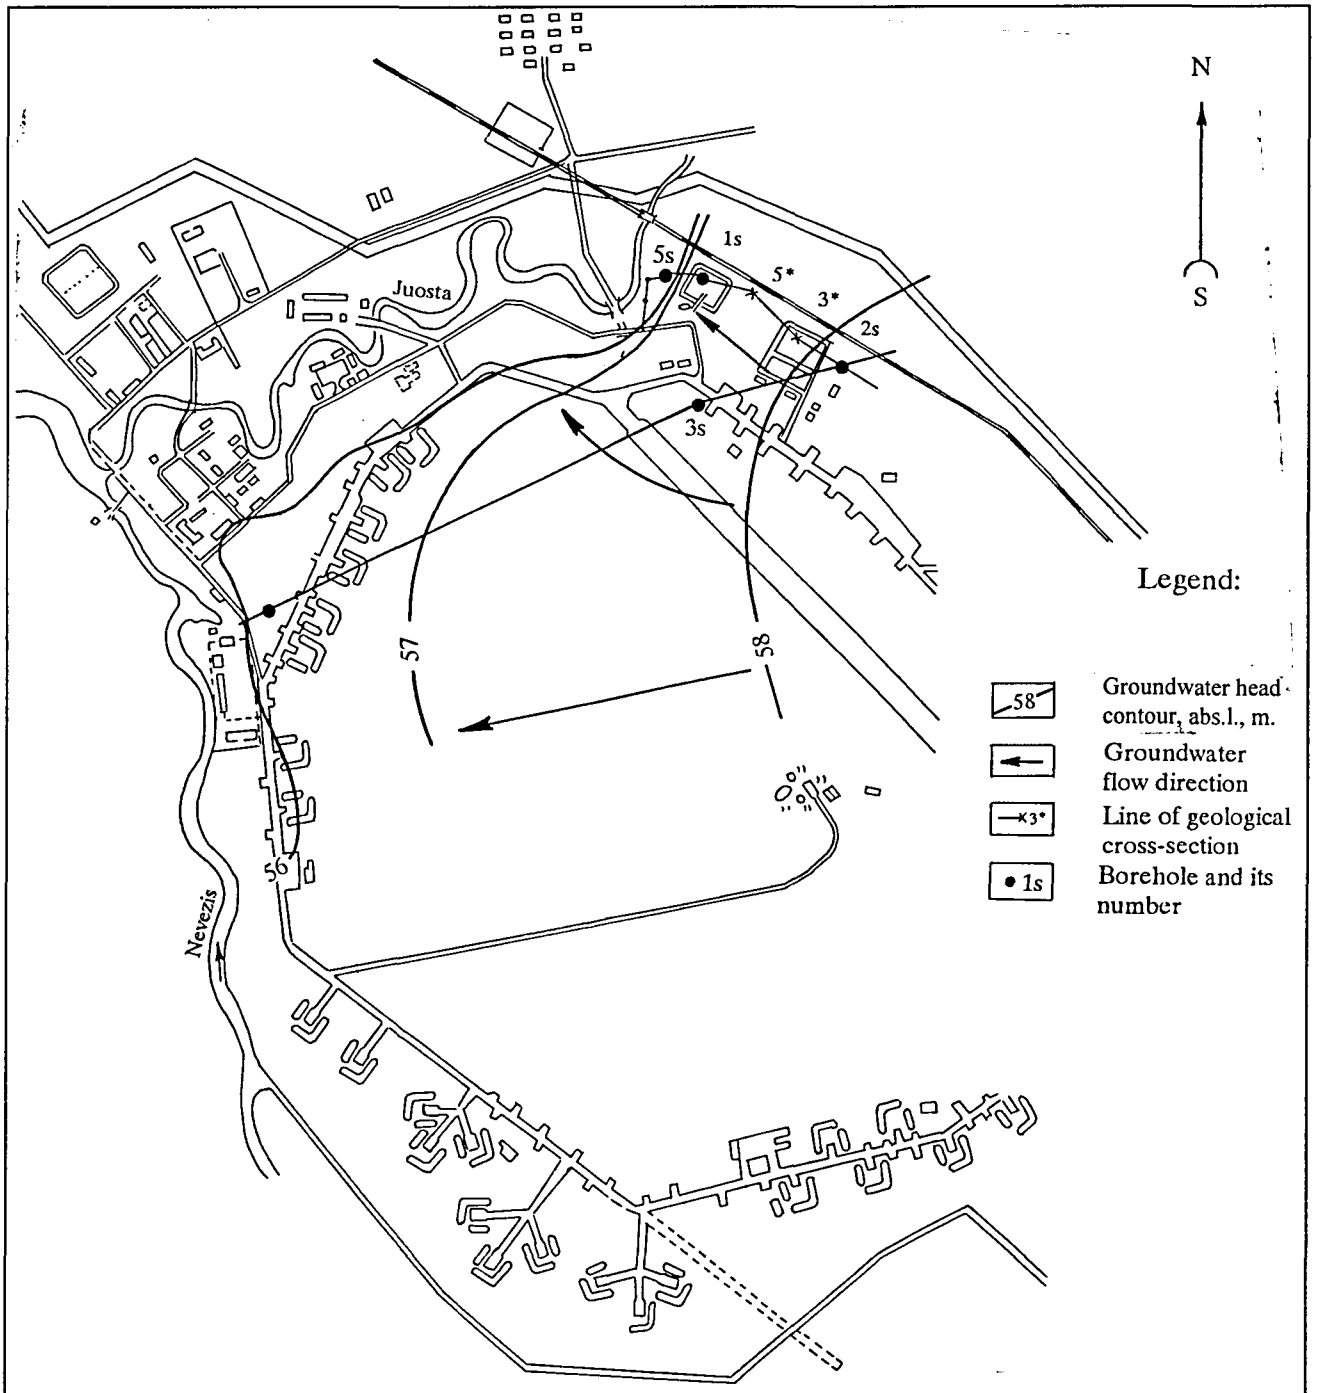 N
S
1s
5s
5*
3*
2s
Juosta
3s
57
58
56
Nevezis
Legend:
58
Groundwater head
contour, abs.l., m.
Groundwater
flow direction
3*
Line of geological
cross-section
1s
Borehole and its
number